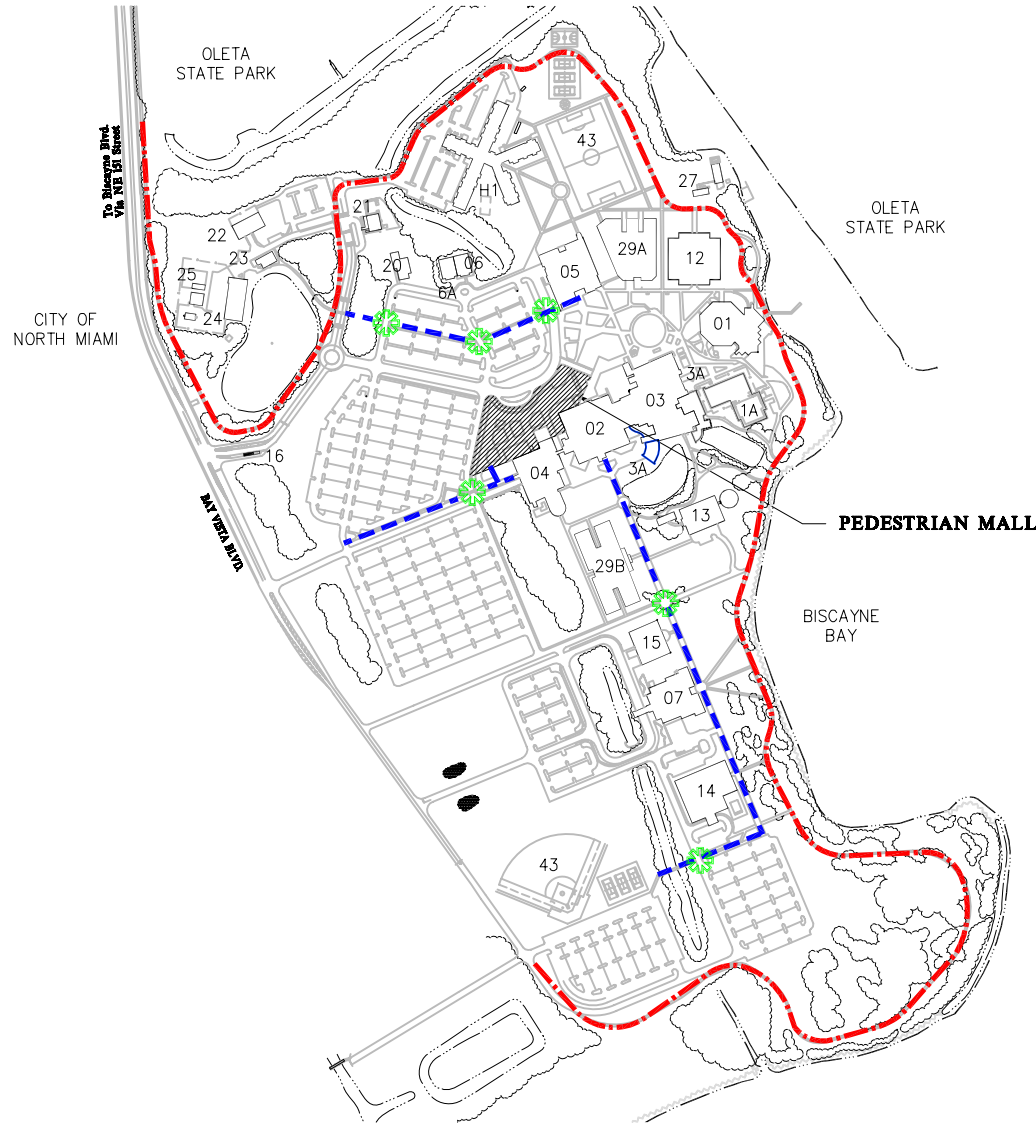 OLETA
STATE PARK
To Biscayne Blvd.
Via NE 151 Street
43
H1
27
21
22
OLETA
STATE PARK
29A
12
23
20
06
05
25
6A
24
CITY OF
NORTH MIAMI
01
3A
03
1A
02
16
04
3A
BAY VISTA BLVD.
13
PEDESTRIAN MALL
29B
BISCAYNE
BAY
15
07
14
43